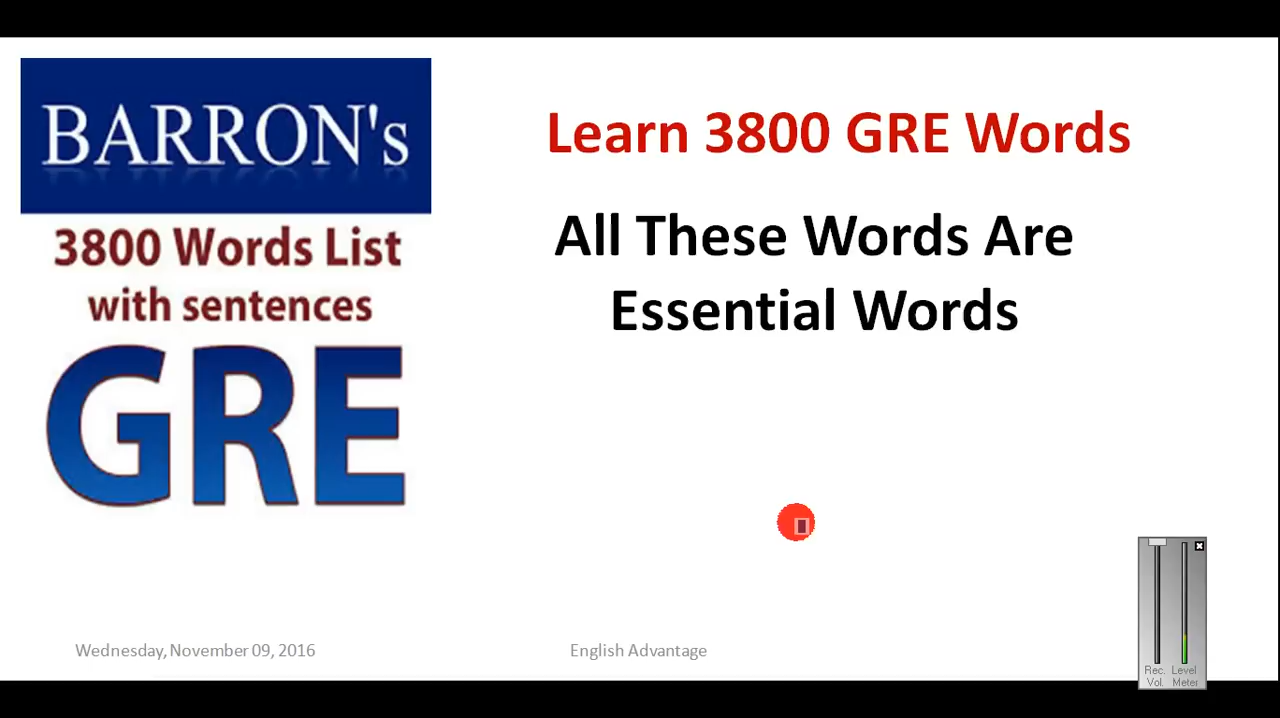 BARRON's
3800 Words List
with sentences
GRE
Learn 3800 GRE Words
All These Words Are
Essential Words
Wednesday, November 09, 2016
English Advantage
Rec. Level
Vol. Meter